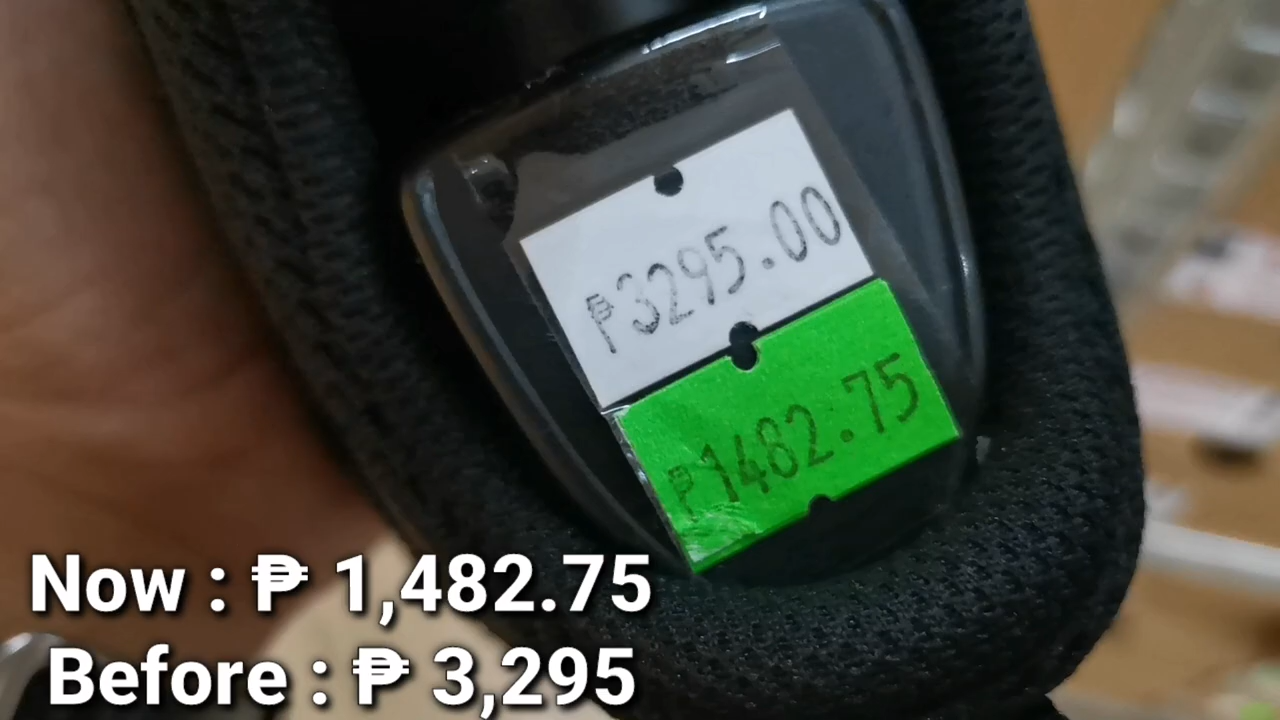 ₱3295.00
₱1482.75
Now : ₱ 1,482.75
Before : ₱ 3,295